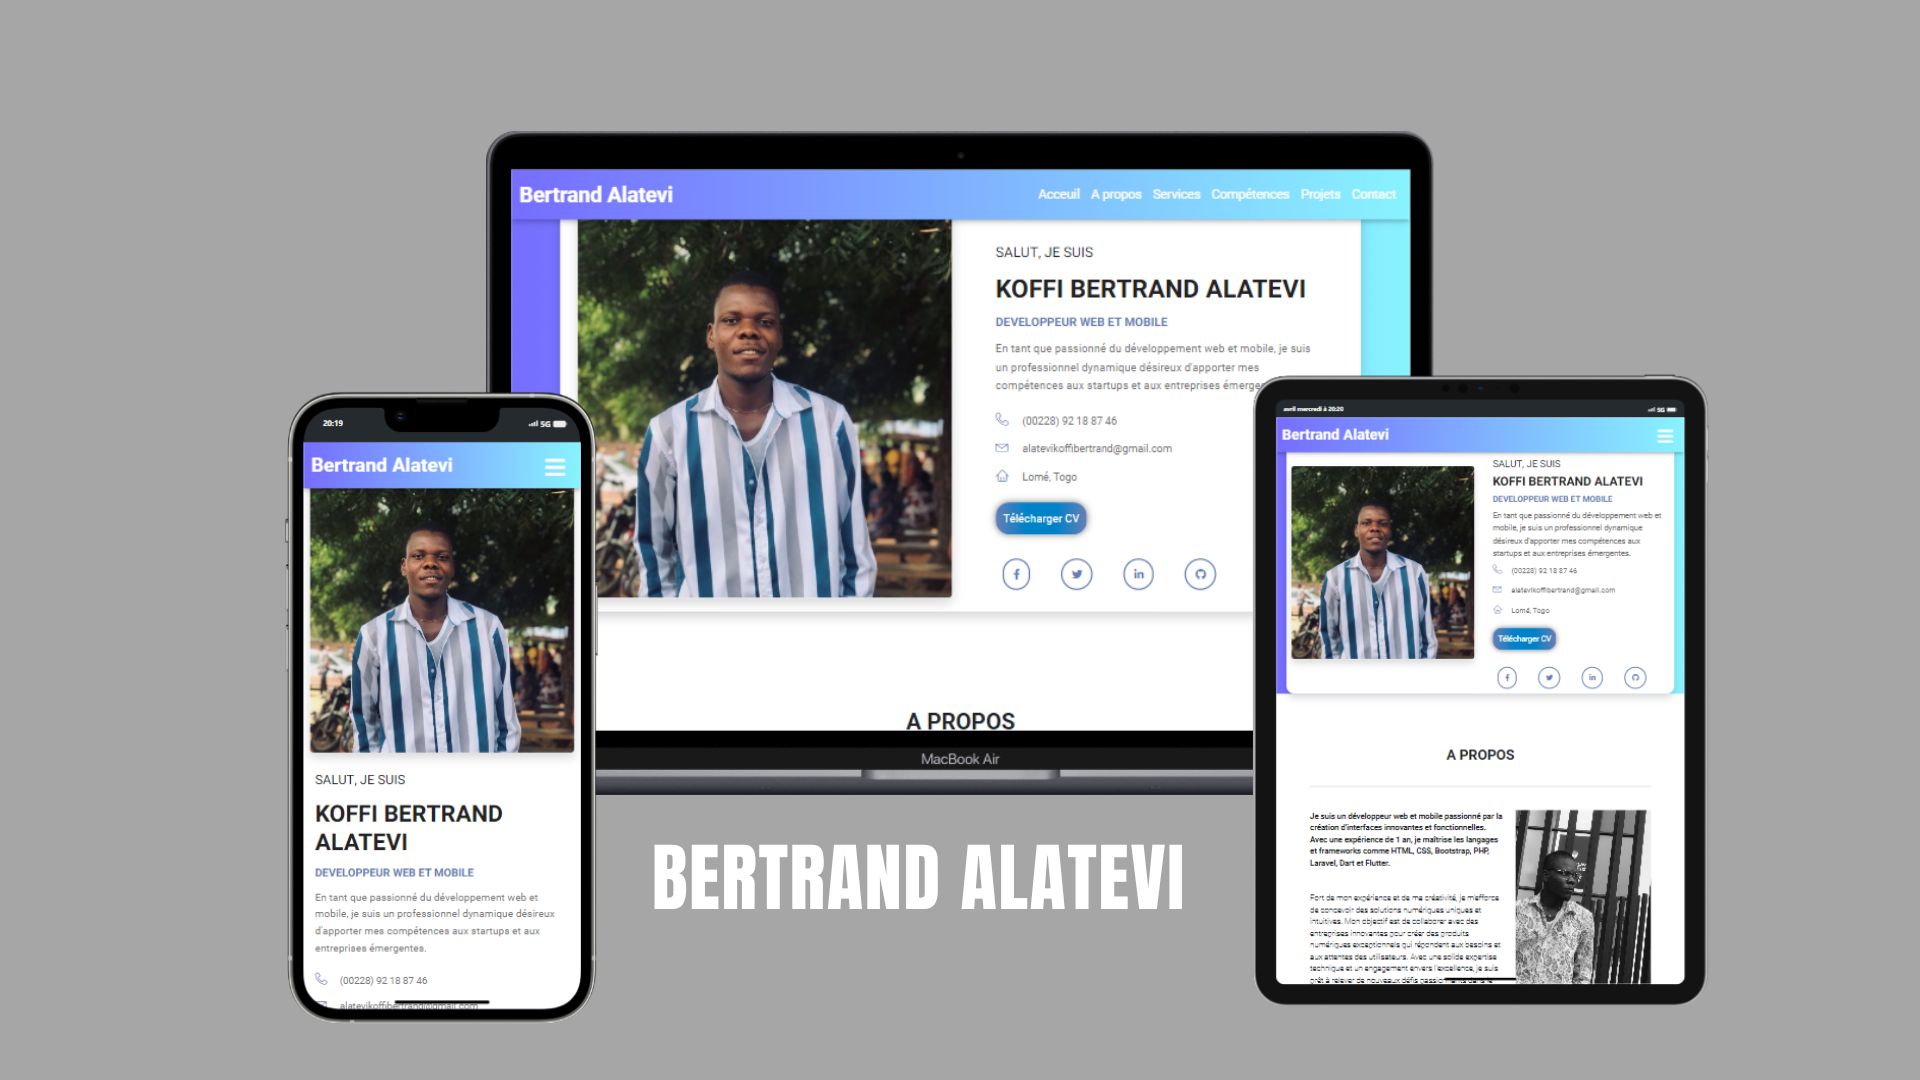 Bertrand Alatevi
Acceuil A propos Services Compétences Projets Contact
SALUT, JE SUIS
KOFFI BERTRAND ALATEVI
DEVELOPPEUR WEB ET MOBILE
En tant que passionné du développement web et mobile, je suis
un professionnel dynamique désireux d'apporter mes
compétences aux startups et aux entreprises émerge
(00228) 92 18 87 46
alatevikoffibertrand@gmail.com
Lomé, Togo
Télécharger CV
f
in
A PROPOS
MacBook Air
20:19
5G
Bertrand Alatevi
SALUT, JE SUIS
KOFFI BERTRAND
ALATEVI
DEVELOPPEUR WEB ET MOBILE
En tant que passionné du développement web et
mobile, je suis un professionnel dynamique désireux
d'apporter mes compétences aux startups et aux
entreprises émergentes.
(00228) 92 18 87 46
alatevikoffibertrand@gmail.com
BERTRAND ALATEVI
avril mercredi à 20:20
5G
Bertrand Alatevi
SALUT, JE SUIS
KOFFI BERTRAND ALATEVI
DEVELOPPEUR WEB ET MOBILE
En tant que passionné du développement web et
mobile, je suis un professionnel dynamique
désireux d'apporter mes compétences aux
startups et aux entreprises émergentes.
(00228) 92 18 87 46
alatevikoffibertrand@gmail.com
Lomé, Togo
Télécharger CV
f
in
A PROPOS
Je suis un développeur web et mobile passionné par la
création d'interfaces innovantes et fonctionnelles.
Avec une expérience de 1 an, je maîtrise les langages
et frameworks comme HTML, CSS, Bootstrap, PHP,
Laravel, Dart et Flutter.
Fort de mon expérience et de ma créativité, je m'efforce
de concevoir des solutions numériques uniques et
intuitives. Mon objectif est de collaborer avec des
entreprises innovantes pour créer des produits
numériques exceptionnels qui répondent aux besoins et
aux attentes des utilisateurs. Avec une solide expertise
technique et un engagement envers l'excellence, je suis
prêt à relever de nouveaux défis